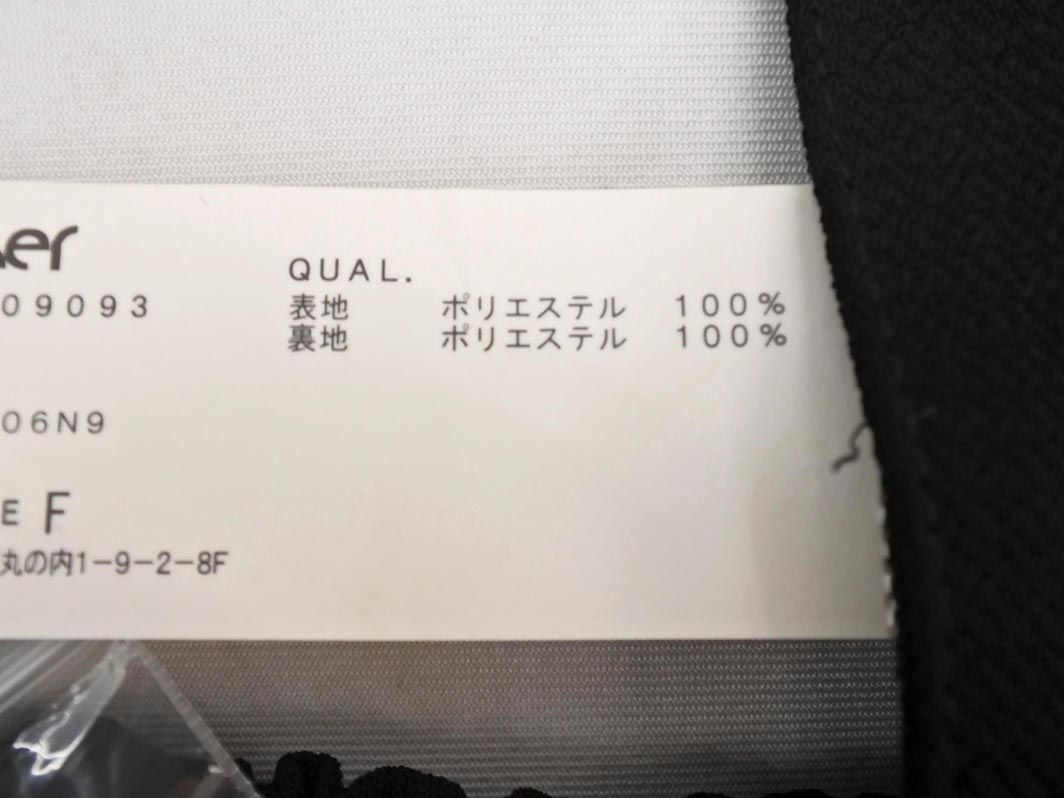 er
09093
QUAL.
表地 ポリエステル 100%
裏地 ポリエステル 100%
06N9
E F
丸の内1-9-2-8F